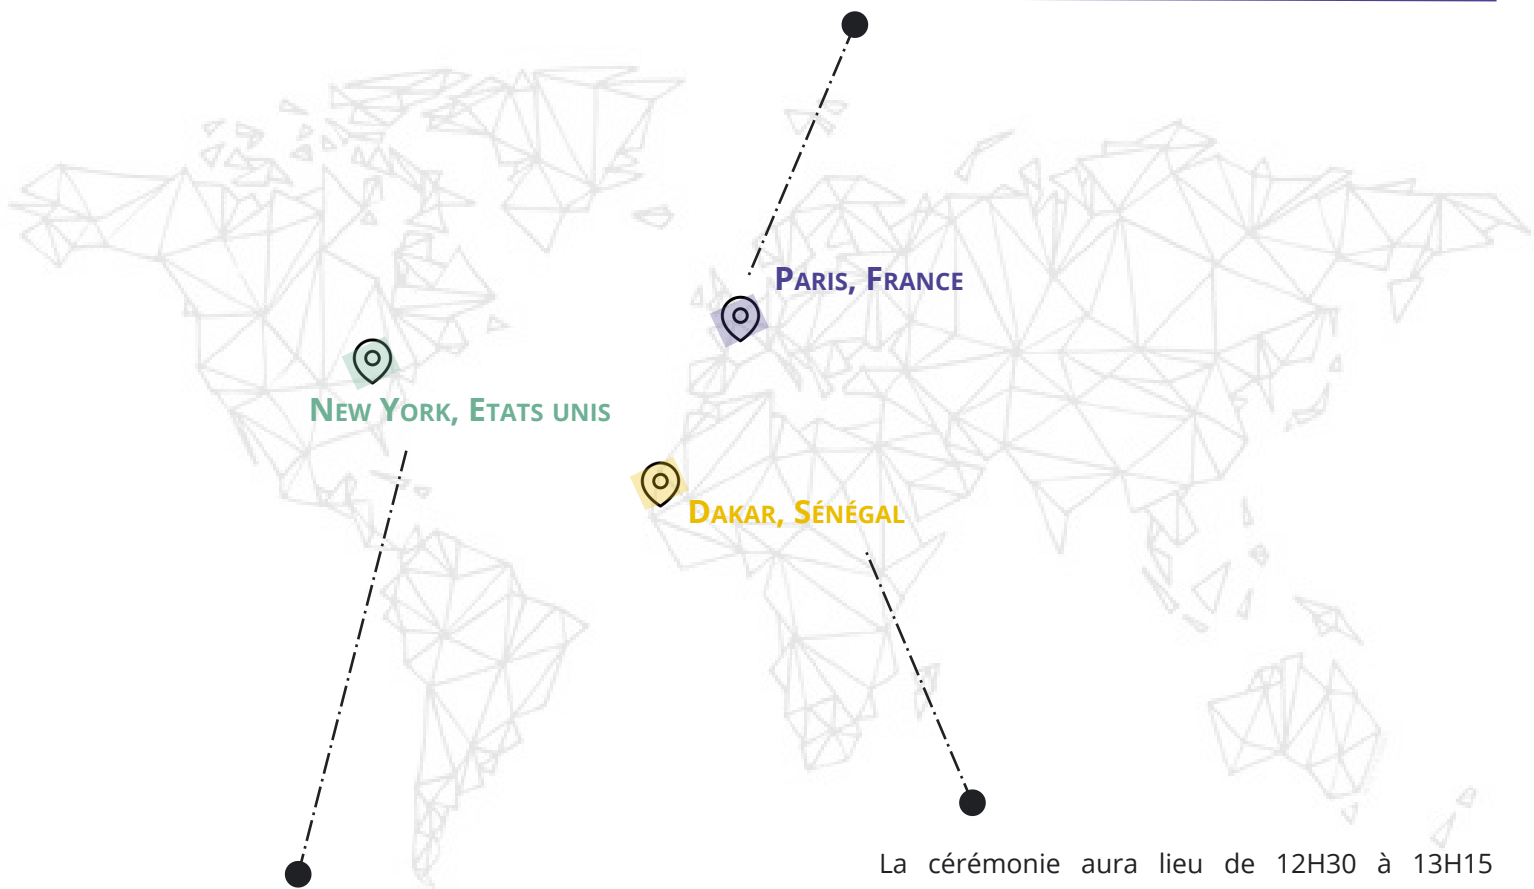 Paris, France
New York, Etats unis
Dakar, Sénégal
La cérémonie aura lieu de 12H30 à 13H15